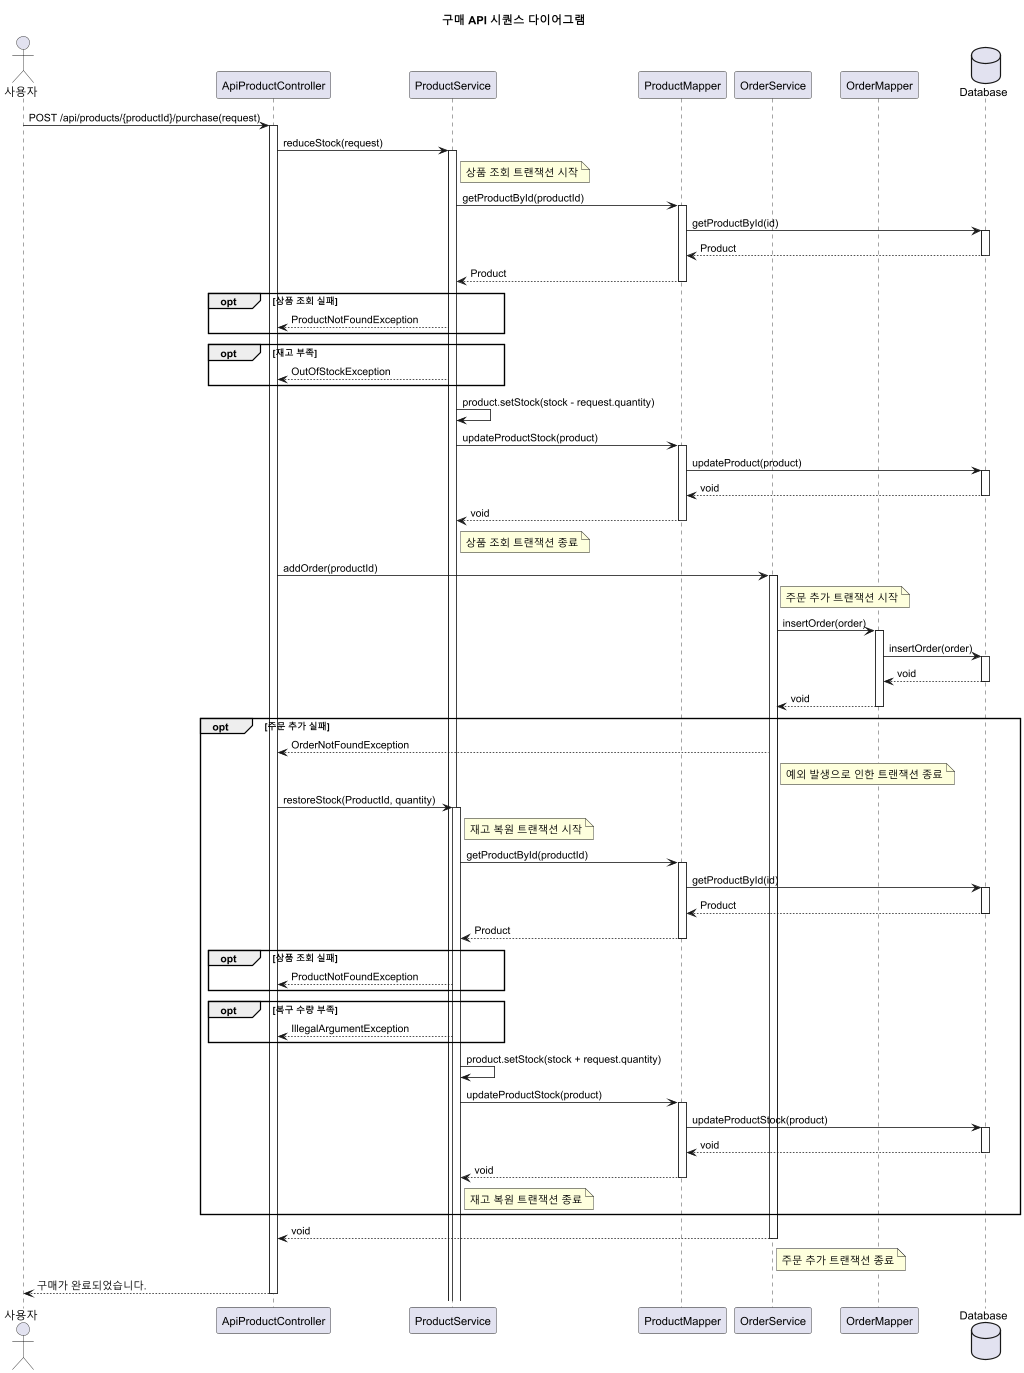 구매 API 시퀀스 다이어그램
사용자
ApiProductController
ProductService
ProductMapper
OrderService
OrderMapper
Database
POST /api/products/{productId}/purchase(request)
reduceStock(request)
상품 조회 트랜잭션 시작
getProductById(productId)
getProductById(id)
Product
Product
opt [상품 조회 실패]
ProductNotFoundException
opt [재고 부족]
OutOfStockException
product.setStock(stock - request.quantity)
updateProductStock(product)
updateProduct(product)
void
void
상품 조회 트랜잭션 종료
addOrder(productId)
주문 추가 트랜잭션 시작
insertOrder(order)
insertOrder(order)
void
void
opt [주문 추가 실패]
OrderNotFoundException
예외 발생으로 인한 트랜잭션 종료
restoreStock(ProductId, quantity)
재고 복원 트랜잭션 시작
getProductById(productId)
getProductById(id)
Product
Product
opt [상품 조회 실패]
ProductNotFoundException
opt [복구 수량 부족]
IllegalArgumentException
product.setStock(stock + request.quantity)
updateProductStock(product)
updateProductStock(product)
void
void
재고 복원 트랜잭션 종료
void
주문 추가 트랜잭션 종료
구매가 완료되었습니다.
사용자
ApiProductController
ProductService
ProductMapper
OrderService
OrderMapper
Database